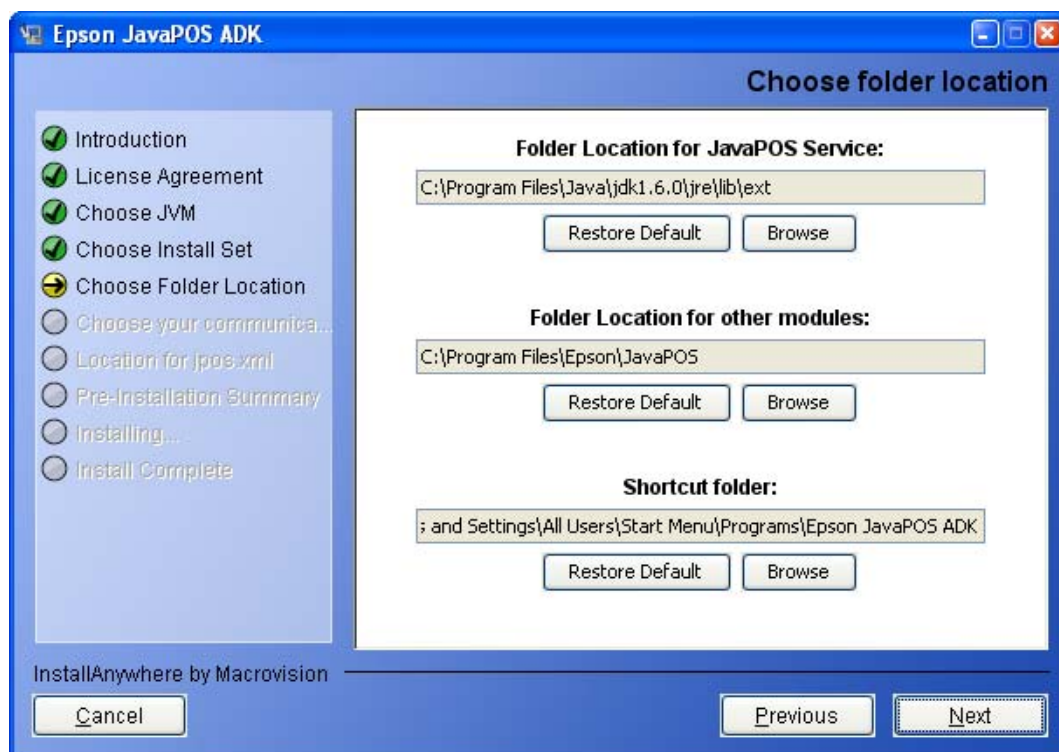 Epson JavaPOS ADK
Choose folder location
Introduction
License Agreement
Choose JVM
Choose Install Set
Choose Folder Location
Choose your communica...
Location for jpos.xml
Pre-Installation Summary
Installing...
Install Complete
Folder Location for JavaPOS Service:
C:\Program Files\Java\jdk1.6.0\jre\lib\ext
Restore Default Browse
Folder Location for other modules:
C:\Program Files\Epson\JavaPOS
Restore Default Browse
Shortcut folder:
and Settings\All Users\Start Menu\Programs\Epson JavaPOS ADK
Restore Default Browse
InstallAnywhere by Macrovision
Cancel Previous Next